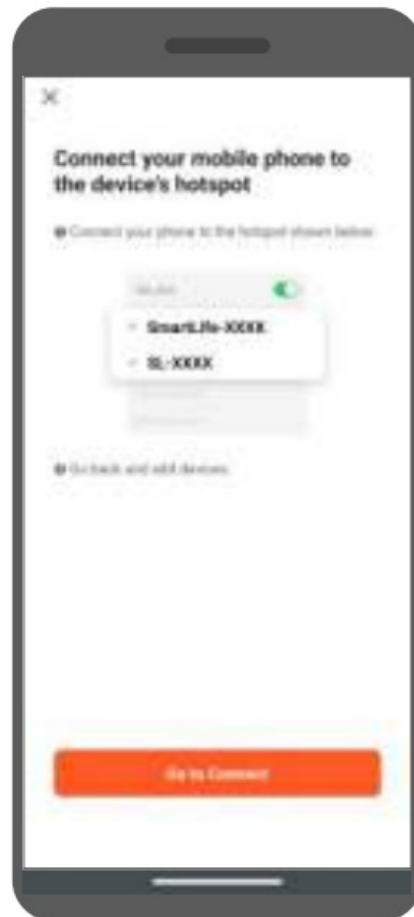 Connect your mobile phone to
the device's hotspot
Connect your phone to the hotspot shown below
WLAN
SmartLife-XXXX
SL-XXXX
Go back and add devices
Go to Connect